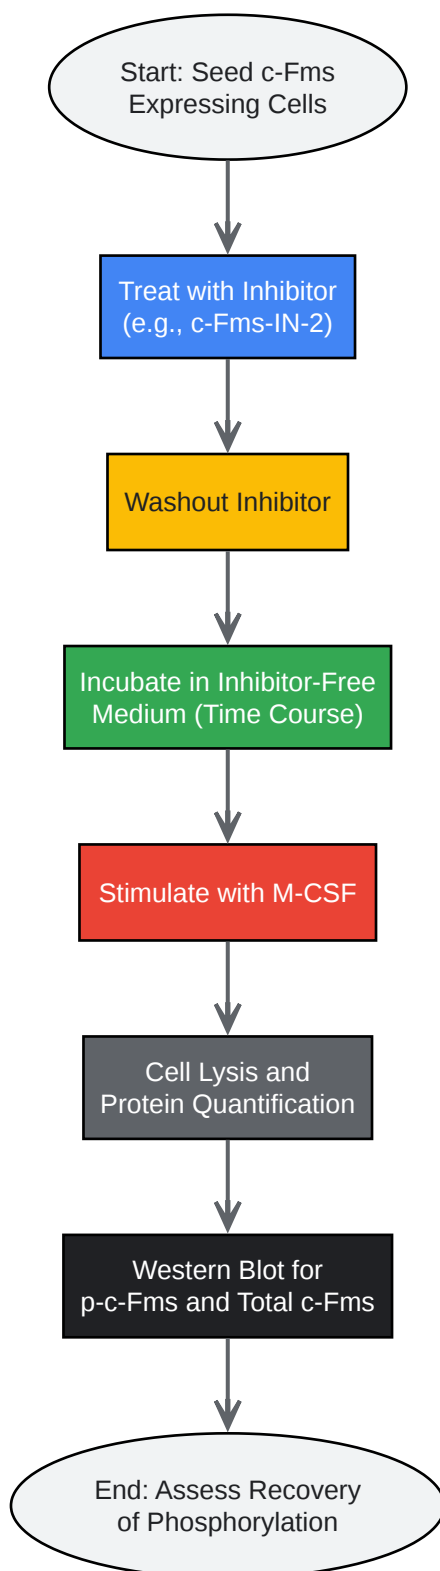 Start: Seed c-Fms
Expressing Cells
Treat with Inhibitor
(e.g., c-Fms-IN-2)
Washout Inhibitor
Incubate in Inhibitor-Free
Medium (Time Course)
Stimulate with M-CSF
Cell Lysis and
Protein Quantification
Western Blot for
p-c-Fms and Total c-Fms
End: Assess Recovery
of Phosphorylation